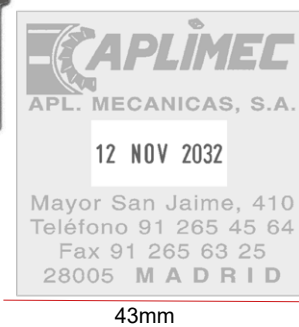 APLIMEC
APL. MECANICAS, S.A.
12 NOV 2032
Mayor San Jaime, 410
Teléfono 91 265 45 64
Fax 91 265 63 25
28005 MADRID
43mm